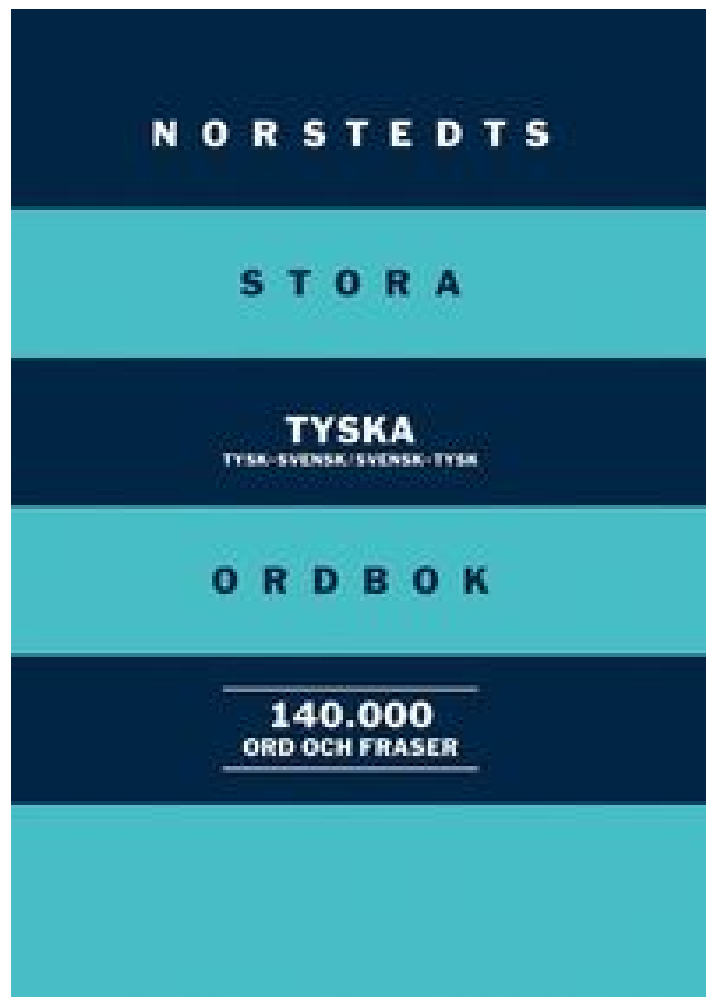 NORSTEDTS
STORA
TYSKA
TYSK-SVENSK/SVENSK-TYSK
ORDBOK
140.000
ORD OCH FRASER